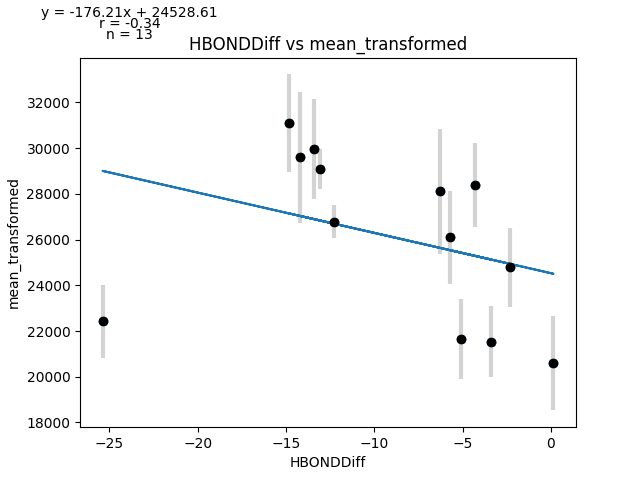 y = -176.21x + 24528.61
r = -0.34
n = 13
HBONDDiff vs mean_transformed
32000
30000
28000
26000
24000
22000
20000
18000
mean_transformed
−25
−20
−15
−10
−5
0
HBONDDiff